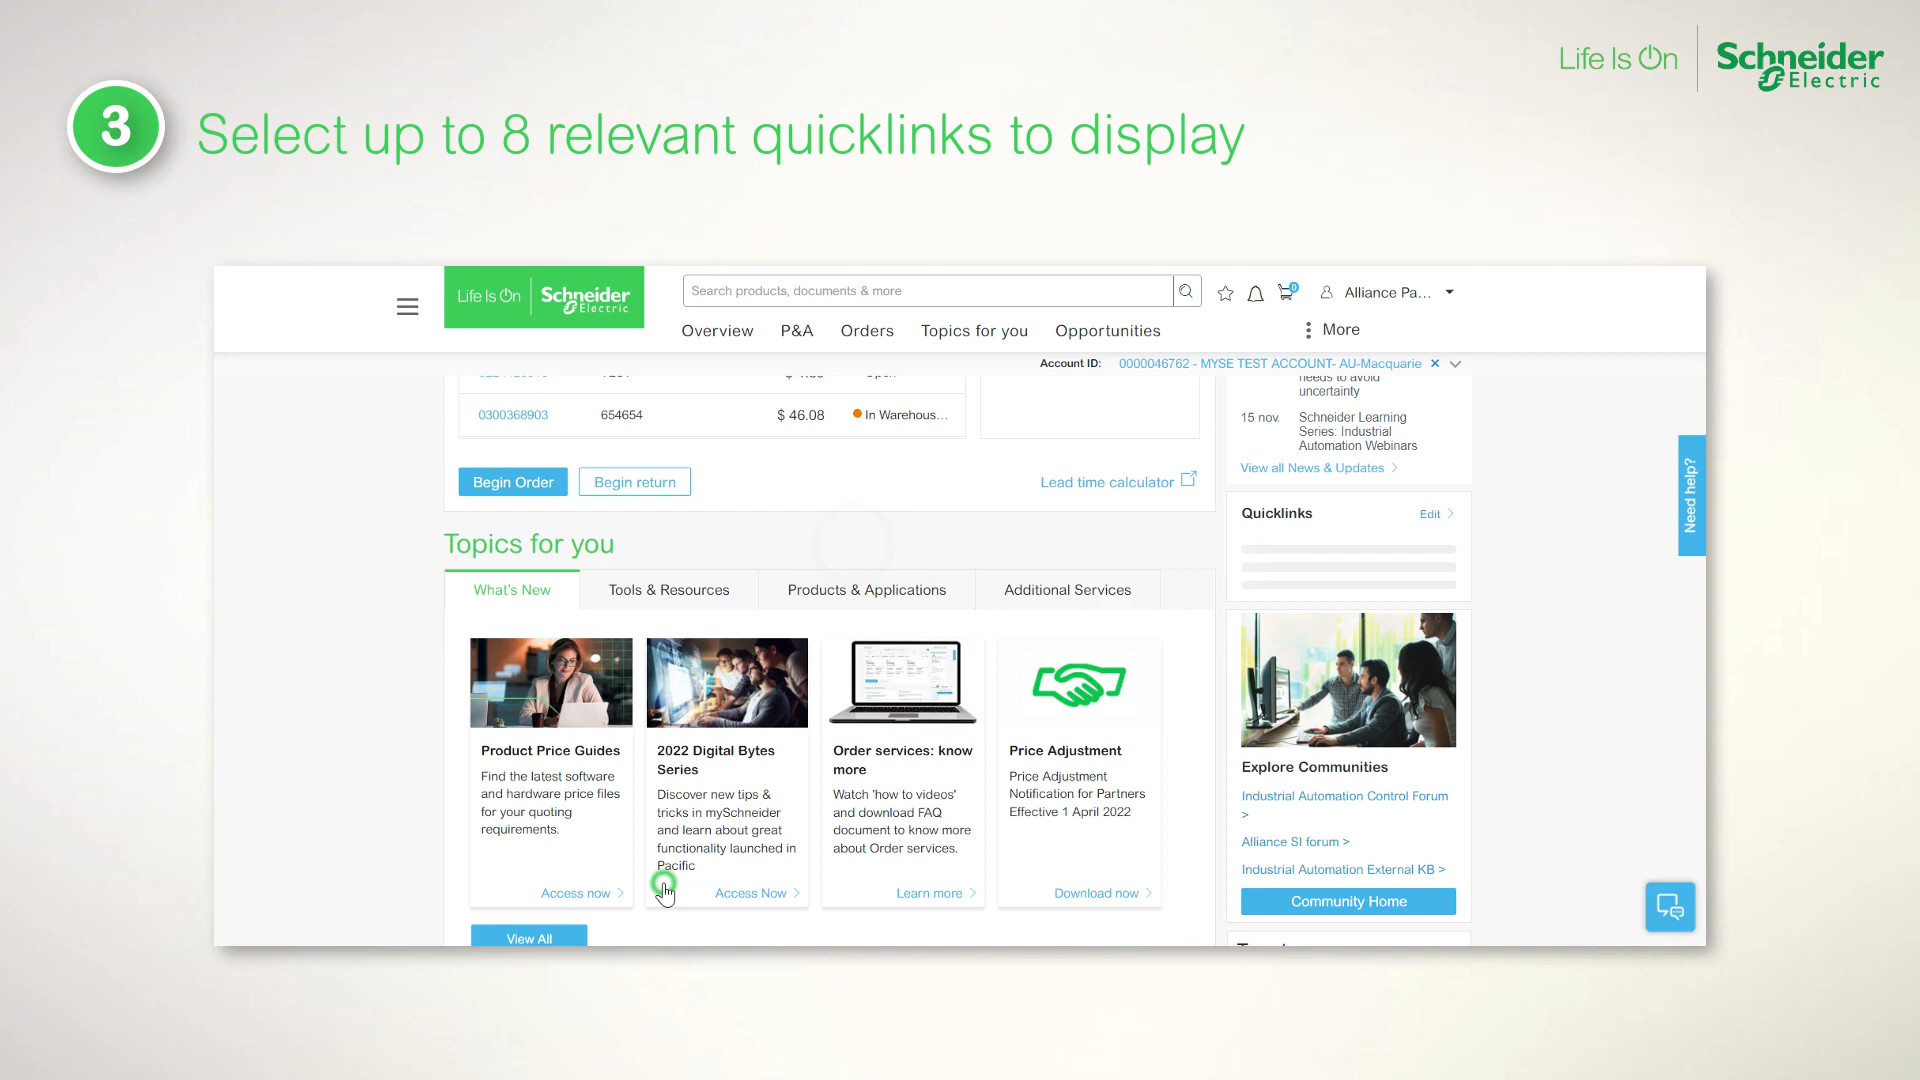 Life Is On
Schneider
Electric
3
Select up to 8 relevant quicklinks to display
Life Is On
Schneider
Electric
Search products, documents & more
0
Alliance Pa...
Overview
P&A
Orders
Topics for you
Opportunities
More
Account ID:
0000046762 - MYSE TEST ACCOUNT- AU-Macquarie
needs to avoid
uncertainty
0300368903
654654
$ 46.08
In Warehous...
15 nov.
Schneider Learning
Series: Industrial
Automation Webinars
View all News & Updates
Begin Order
Begin return
Lead time calculator
Need help?
Quicklinks
Edit
Topics for you
What's New
Tools & Resources
Products & Applications
Additional Services
Product Price Guides
Find the latest software
and hardware price files
for your quoting
requirements.
Access now
2022 Digital Bytes
Series
Discover new tips &
tricks in mySchneider
and learn about great
functionality launched in
Pacific
Access Now
Order services: know
more
Watch 'how to videos'
and download FAQ
document to know more
about Order services.
Learn more
Price Adjustment
Price Adjustment
Notification for Partners
Effective 1 April 2022
Download now
Explore Communities
Industrial Automation Control Forum
>
Alliance SI forum >
Industrial Automation External KB >
Community Home
View All